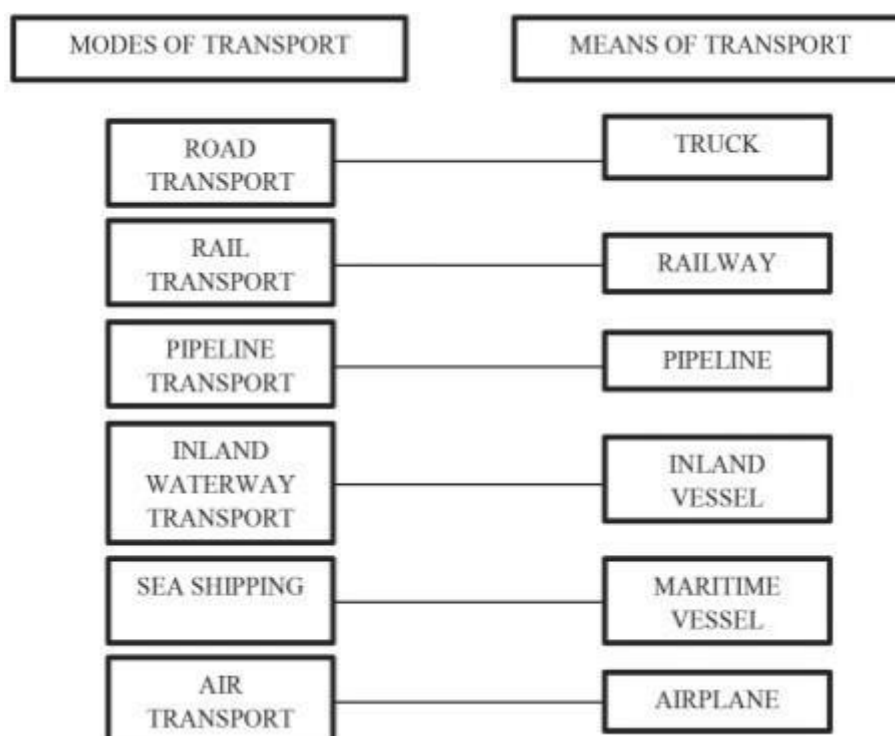 MODES OF TRANSPORT
MEANS OF TRANSPORT
ROAD
TRANSPORT
TRUCK
RAIL
TRANSPORT
RAILWAY
PIPELINE
TRANSPORT
PIPELINE
INLAND
WATERWAY
TRANSPORT
INLAND
VESSEL
SEA SHIPPING
MARITIME
VESSEL
AIR
TRANSPORT
AIRPLANE